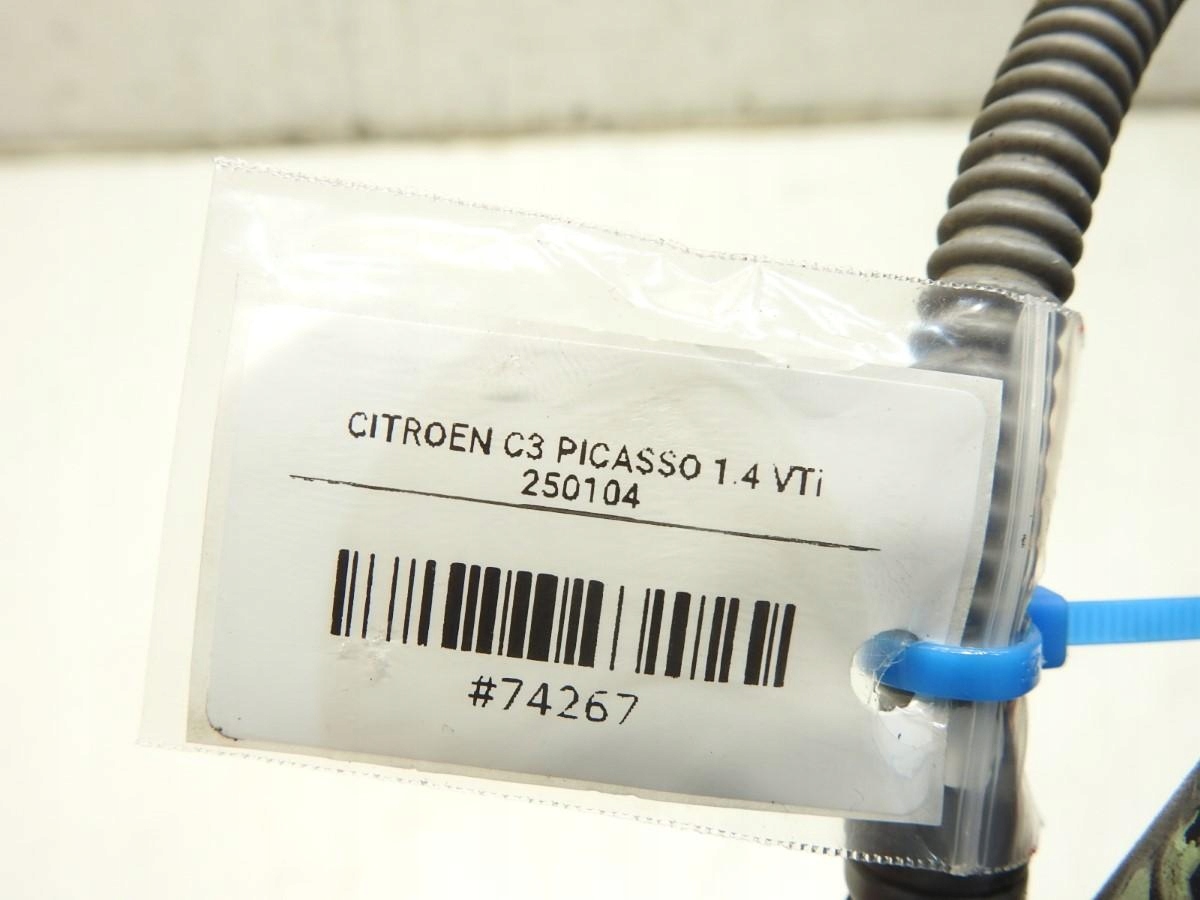 CITROEN C3 PICASSO 1.4 VTi
250104
#74267